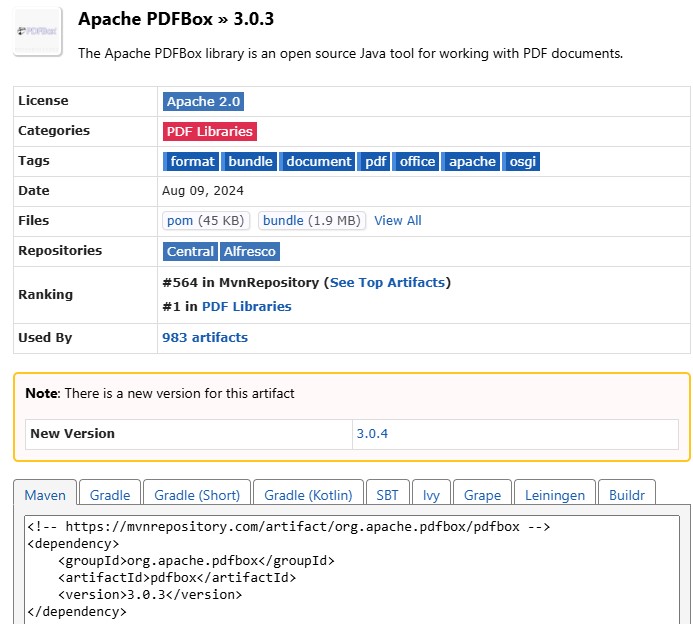 PDFBox
Apache PDFBox » 3.0.3
The Apache PDFBox library is an open source Java tool for working with PDF documents.
License Apache 2.0
Categories PDF Libraries
Tags format bundle document pdf office apache osgi
Date Aug 09, 2024
Files pom (45 KB) bundle (1.9 MB) View All
Repositories Central Alfresco
Ranking #564 in MvnRepository (See Top Artifacts)
#1 in PDF Libraries
Used By 983 artifacts
Note: There is a new version for this artifact
New Version 3.0.4
Maven Gradle Gradle (Short) Gradle (Kotlin) SBT Ivy Grape Leiningen Buildr
<!-- https://mvnrepository.com/artifact/org.apache.pdfbox/pdfbox -->
<dependency>
    <groupId>org.apache.pdfbox</groupId>
    <artifactId>pdfbox</artifactId>
    <version>3.0.3</version>
</dependency>